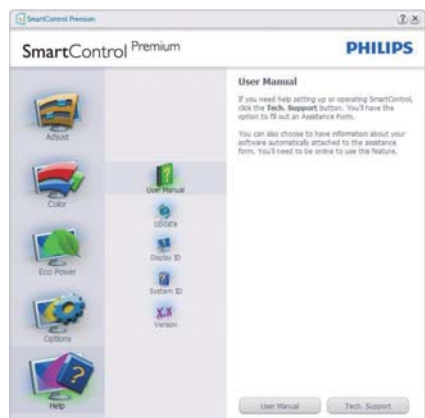 SmartControl Premium
SmartControl Premium
PHILIPS
Adjust
Color
Eco Power
Options
Help
User Manual
Update
Display ID
System ID
Version
User Manual
If you need help setting up or operating SmartControl,
click the Tech. Support button. You'll have the
option to fill out an Assistance Form.
You can also choose to have information about your
software automatically attached to the assistance
form. You'll need to be online to use this feature.
User Manual
Tech. Support